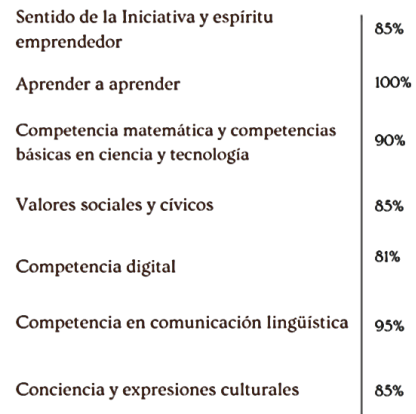 Sentido de la Iniciativa y espíritu
emprendedor
85%
Aprender a aprender
100%
Competencia matemática y competencias
básicas en ciencia y tecnología
90%
Valores sociales y cívicos
85%
Competencia digital
81%
Competencia en comunicación lingüística
95%
Conciencia y expresiones culturales
85%